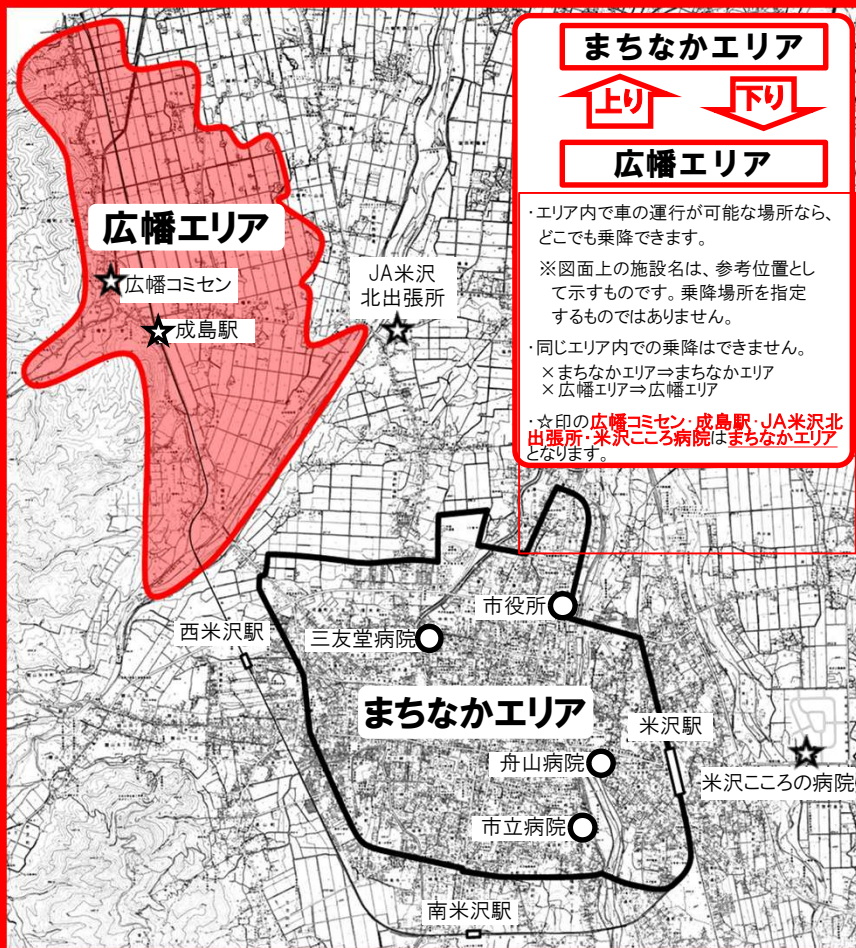 まちなかエリア
上り
下り
広幡エリア
・エリア内で車の運行が可能な場所なら、
どこでも乗降できます。
※図面上の施設名は、参考位置とし
て示すものです。乗降場所を指定
するものではありません。
・同じエリア内での乗降はできません。
×まちなかエリア⇒まちなかエリア
×広幡エリア⇒広幡エリア
・☆印の広幡コミセン・成島駅・JA米沢北
出張所・米沢こころ病院はまちなかエリア
となります。
広幡エリア
広幡コミセン
成島駅
JA米沢
北出張所
市役所
西米沢駅
三友堂病院
まちなかエリア
米沢駅
舟山病院
米沢こころの病院
市立病院
南米沢駅